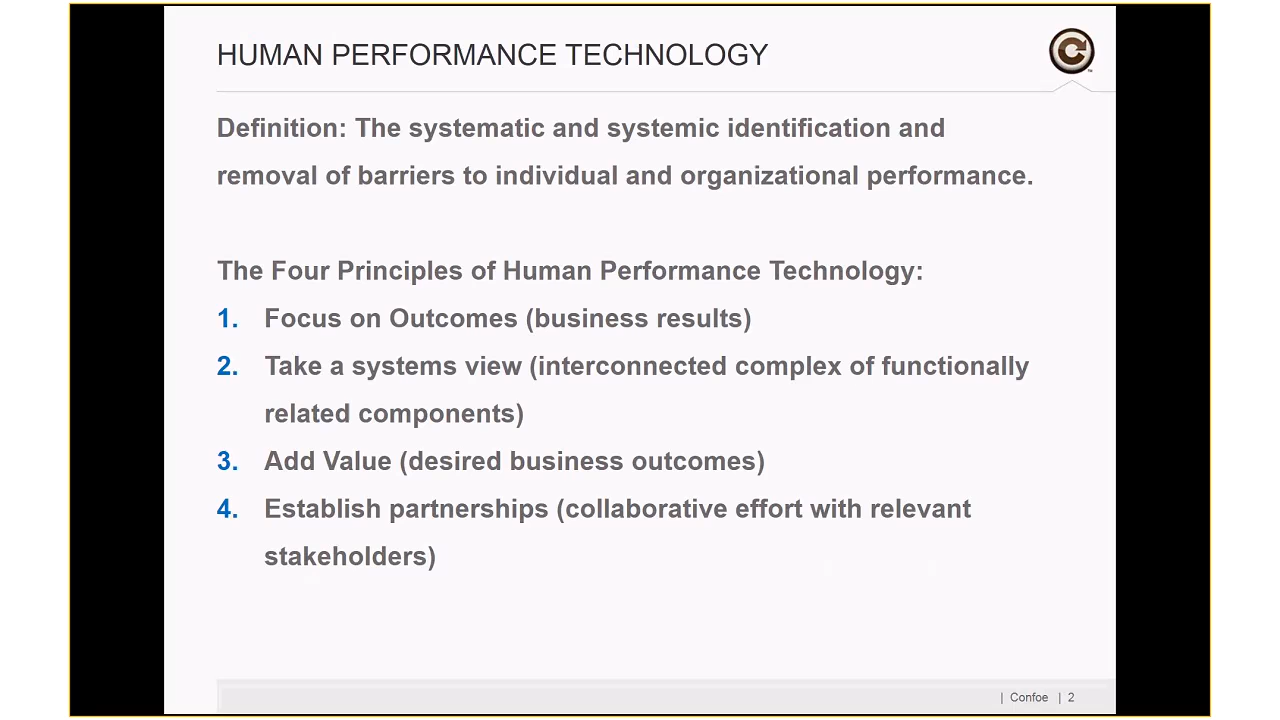 HUMAN PERFORMANCE TECHNOLOGY
Definition: The systematic and systemic identification and
removal of barriers to individual and organizational performance.
The Four Principles of Human Performance Technology:
1. Focus on Outcomes (business results)
2. Take a systems view (interconnected complex of functionally
related components)
3. Add Value (desired business outcomes)
4. Establish partnerships (collaborative effort with relevant
stakeholders)
| Confoe | 2